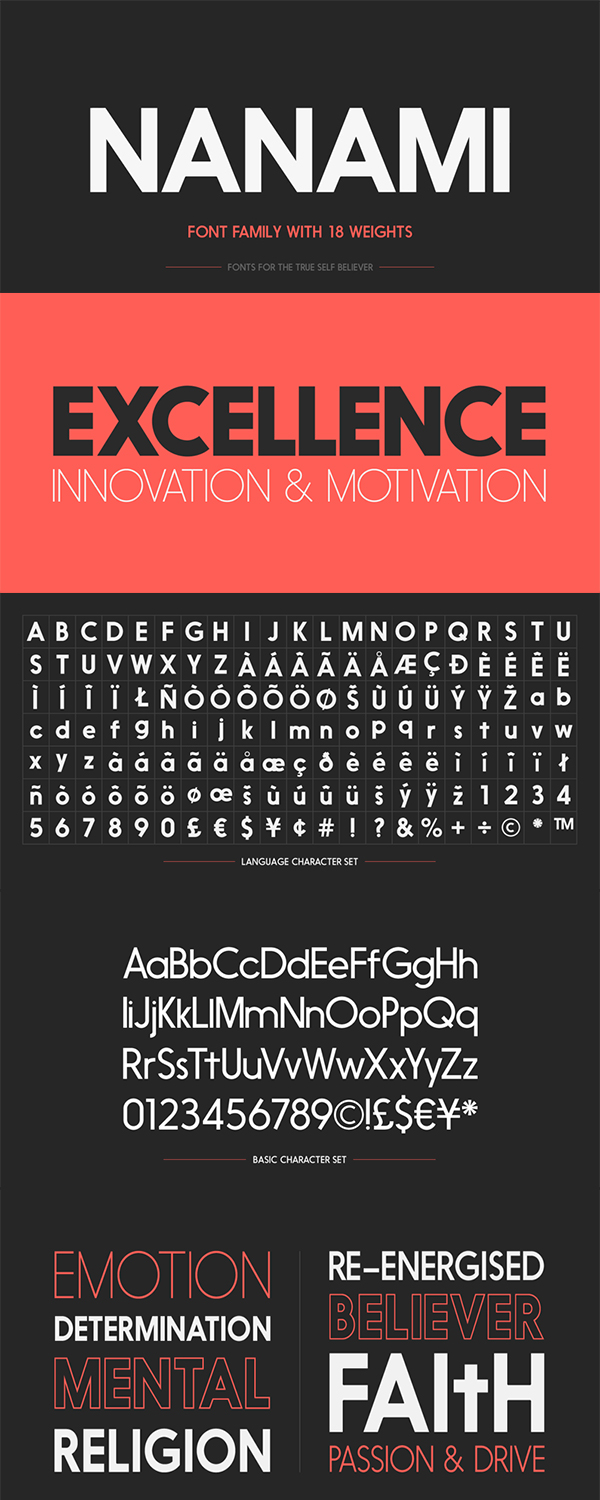 NANAMI
FONT FAMILY WITH 18 WEIGHTS
FONTS FOR THE TRUE SELF BELIEVER
EXCELLENCE
INNOVATION & MOTIVATION
A B C D E F G H I J K L M N O P Q R S T U
S T U V W X Y Z À Á Â Ã Ä Å Æ Ç Đ È É Ê Ë
Ì Í Î Ï Ł Ñ Ò Ó Ô Õ Ö Ø Š Ù Ú Ü Ý Ÿ Ž a b
c d e f g h i j k l m n o p q r s t u v w
x y z à á â ã ä å æ ç ð è é ê ë ì í î ï ł
ñ ò ó ô õ ö ø œ š ù ú û ü š ý ÿ ž 1 2 3 4
5 6 7 8 9 0 £ € $ ¥ ¢ # ! ? & % + ÷ © * ™
LANGUAGE CHARACTER SET
AaBbCcDdEeFfGgHh
IiJjKkLlMmNnOoPpQq
RrSsTtUuVvWwXxYyZz
0123456789©!£$€¥*
BASIC CHARACTER SET
EMOTION
DETERMINATION
MENTAL
RELIGION
RE–ENERGISED
BELIEVER
FAItH
PASSION & DRIVE